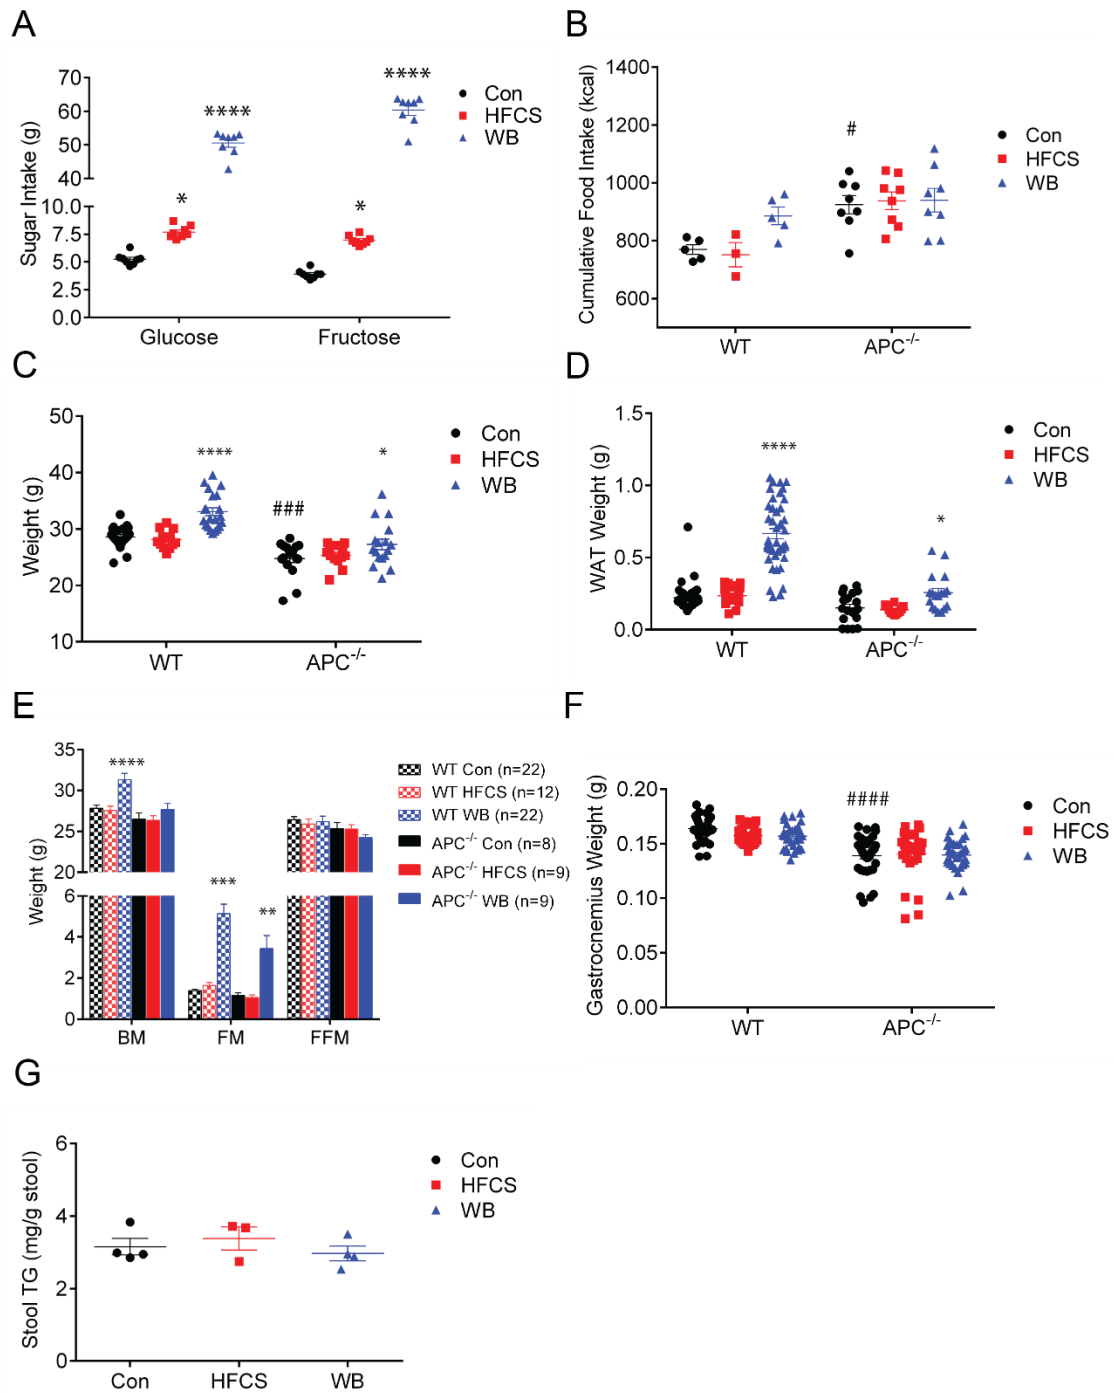 A
Sugar Intake (g)
70
60
50
40
10.0
7.5
5.0
2.5
0.0
*
****
*
****
Glucose
Fructose
Con
HFCS
WB
B
Cumulative Food Intake (kcal)
1400
1200
1000
800
600
#
WT
APC-/-
Con
HFCS
WB
C
Weight (g)
50
40
30
20
10
****
###
*
WT
APC-/-
Con
HFCS
WB
D
WAT Weight (g)
1.5
1.0
0.5
0.0
****
*
WT
APC-/-
Con
HFCS
WB
E
Weight (g)
35
30
25
20
6
4
2
0
****
***
**
BM
FM
FFM
WT Con (n=22)
WT HFCS (n=12)
WT WB (n=22)
APC-/- Con (n=8)
APC-/- HFCS (n=9)
APC-/- WB (n=9)
F
Gastrocnemius Weight (g)
0.20
0.15
0.10
0.05
0.00
####
WT
APC-/-
Con
HFCS
WB
G
Stool TG (mg/g stool)
6
4
2
0
Con
HFCS
WB
Con
HFCS
WB